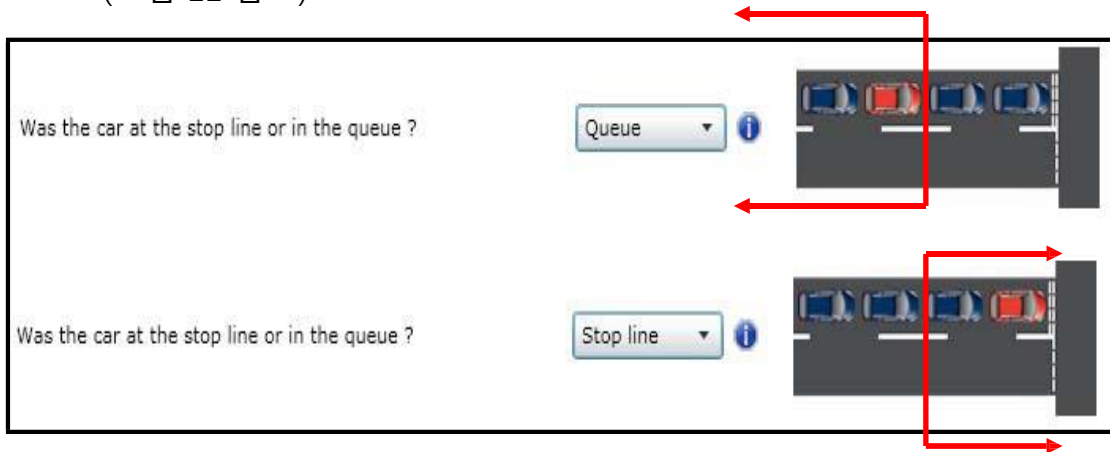 Was the car at the stop line or in the queue ?
Queue
Was the car at the stop line or in the queue ?
Stop line